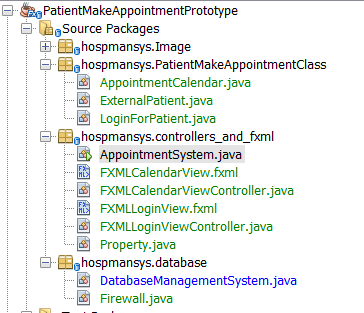 PatientMakeAppointmentPrototype
Source Packages
hospmansys.Image
hospmansys.PatientMakeAppointmentClass
AppointmentCalendar.java
ExternalPatient.java
LoginForPatient.java
hospmansys.controllers_and_fxml
AppointmentSystem.java
FXMLCalendarView.fxml
FXMLCalendarViewController.java
FXMLLoginView.fxml
FXMLLoginViewController.java
Property.java
hospmansys.database
DatabaseManagementSystem.java
Firewall.java